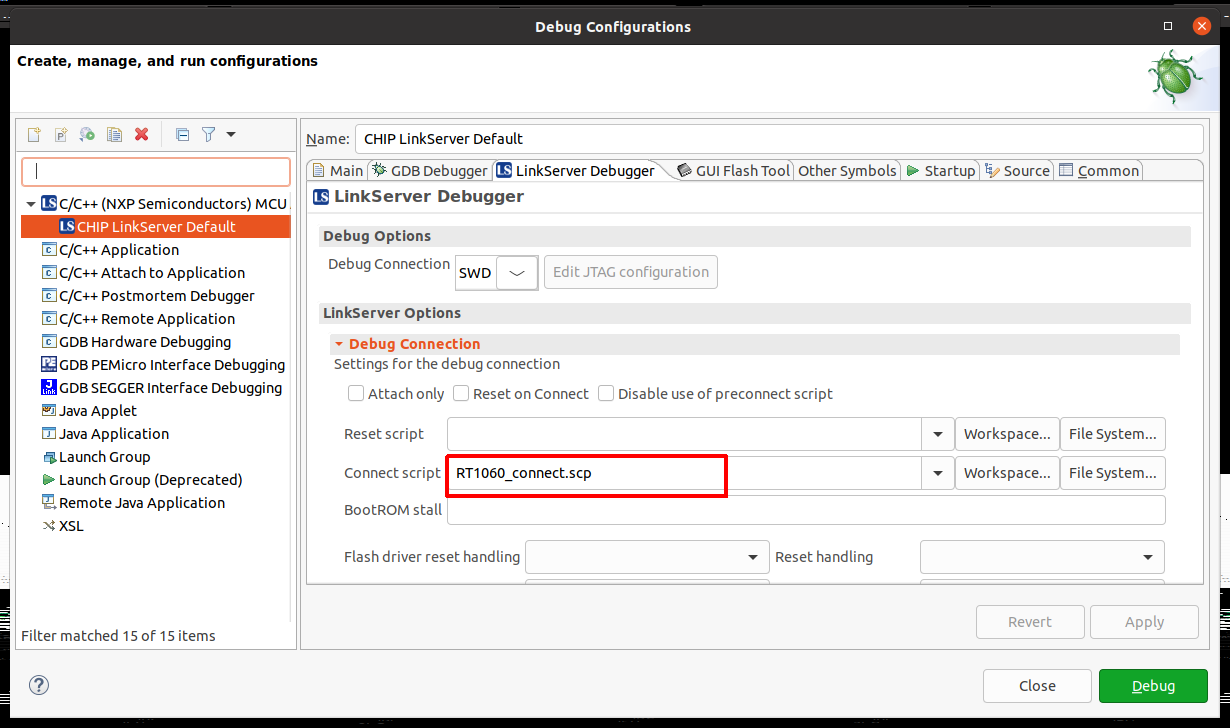 Debug Configurations
Create, manage, and run configurations
Name: CHIP LinkServer Default
Main GDB Debugger LS LinkServer Debugger GUI Flash Tool Other Symbols Startup Source Common
LS C/C++ (NXP Semiconductors) MCU
LS CHIP LinkServer Default
C/C++ Application
C/C++ Attach to Application
C/C++ Postmortem Debugger
C/C++ Remote Application
GDB Hardware Debugging
GDB PEMicro Interface Debugging
GDB SEGGER Interface Debugging
Java Applet
Java Application
Launch Group
Launch Group (Deprecated)
Remote Java Application
XSL
Filter matched 15 of 15 items
LS LinkServer Debugger
Debug Options
Debug Connection SWD Edit JTAG configuration
LinkServer Options
Debug Connection
Settings for the debug connection
Attach only Reset on Connect Disable use of preconnect script
Reset script Workspace... File System...
Connect script RT1060_connect.scp Workspace... File System...
BootROM stall
Flash driver reset handling Reset handling
Revert Apply
? Close Debug